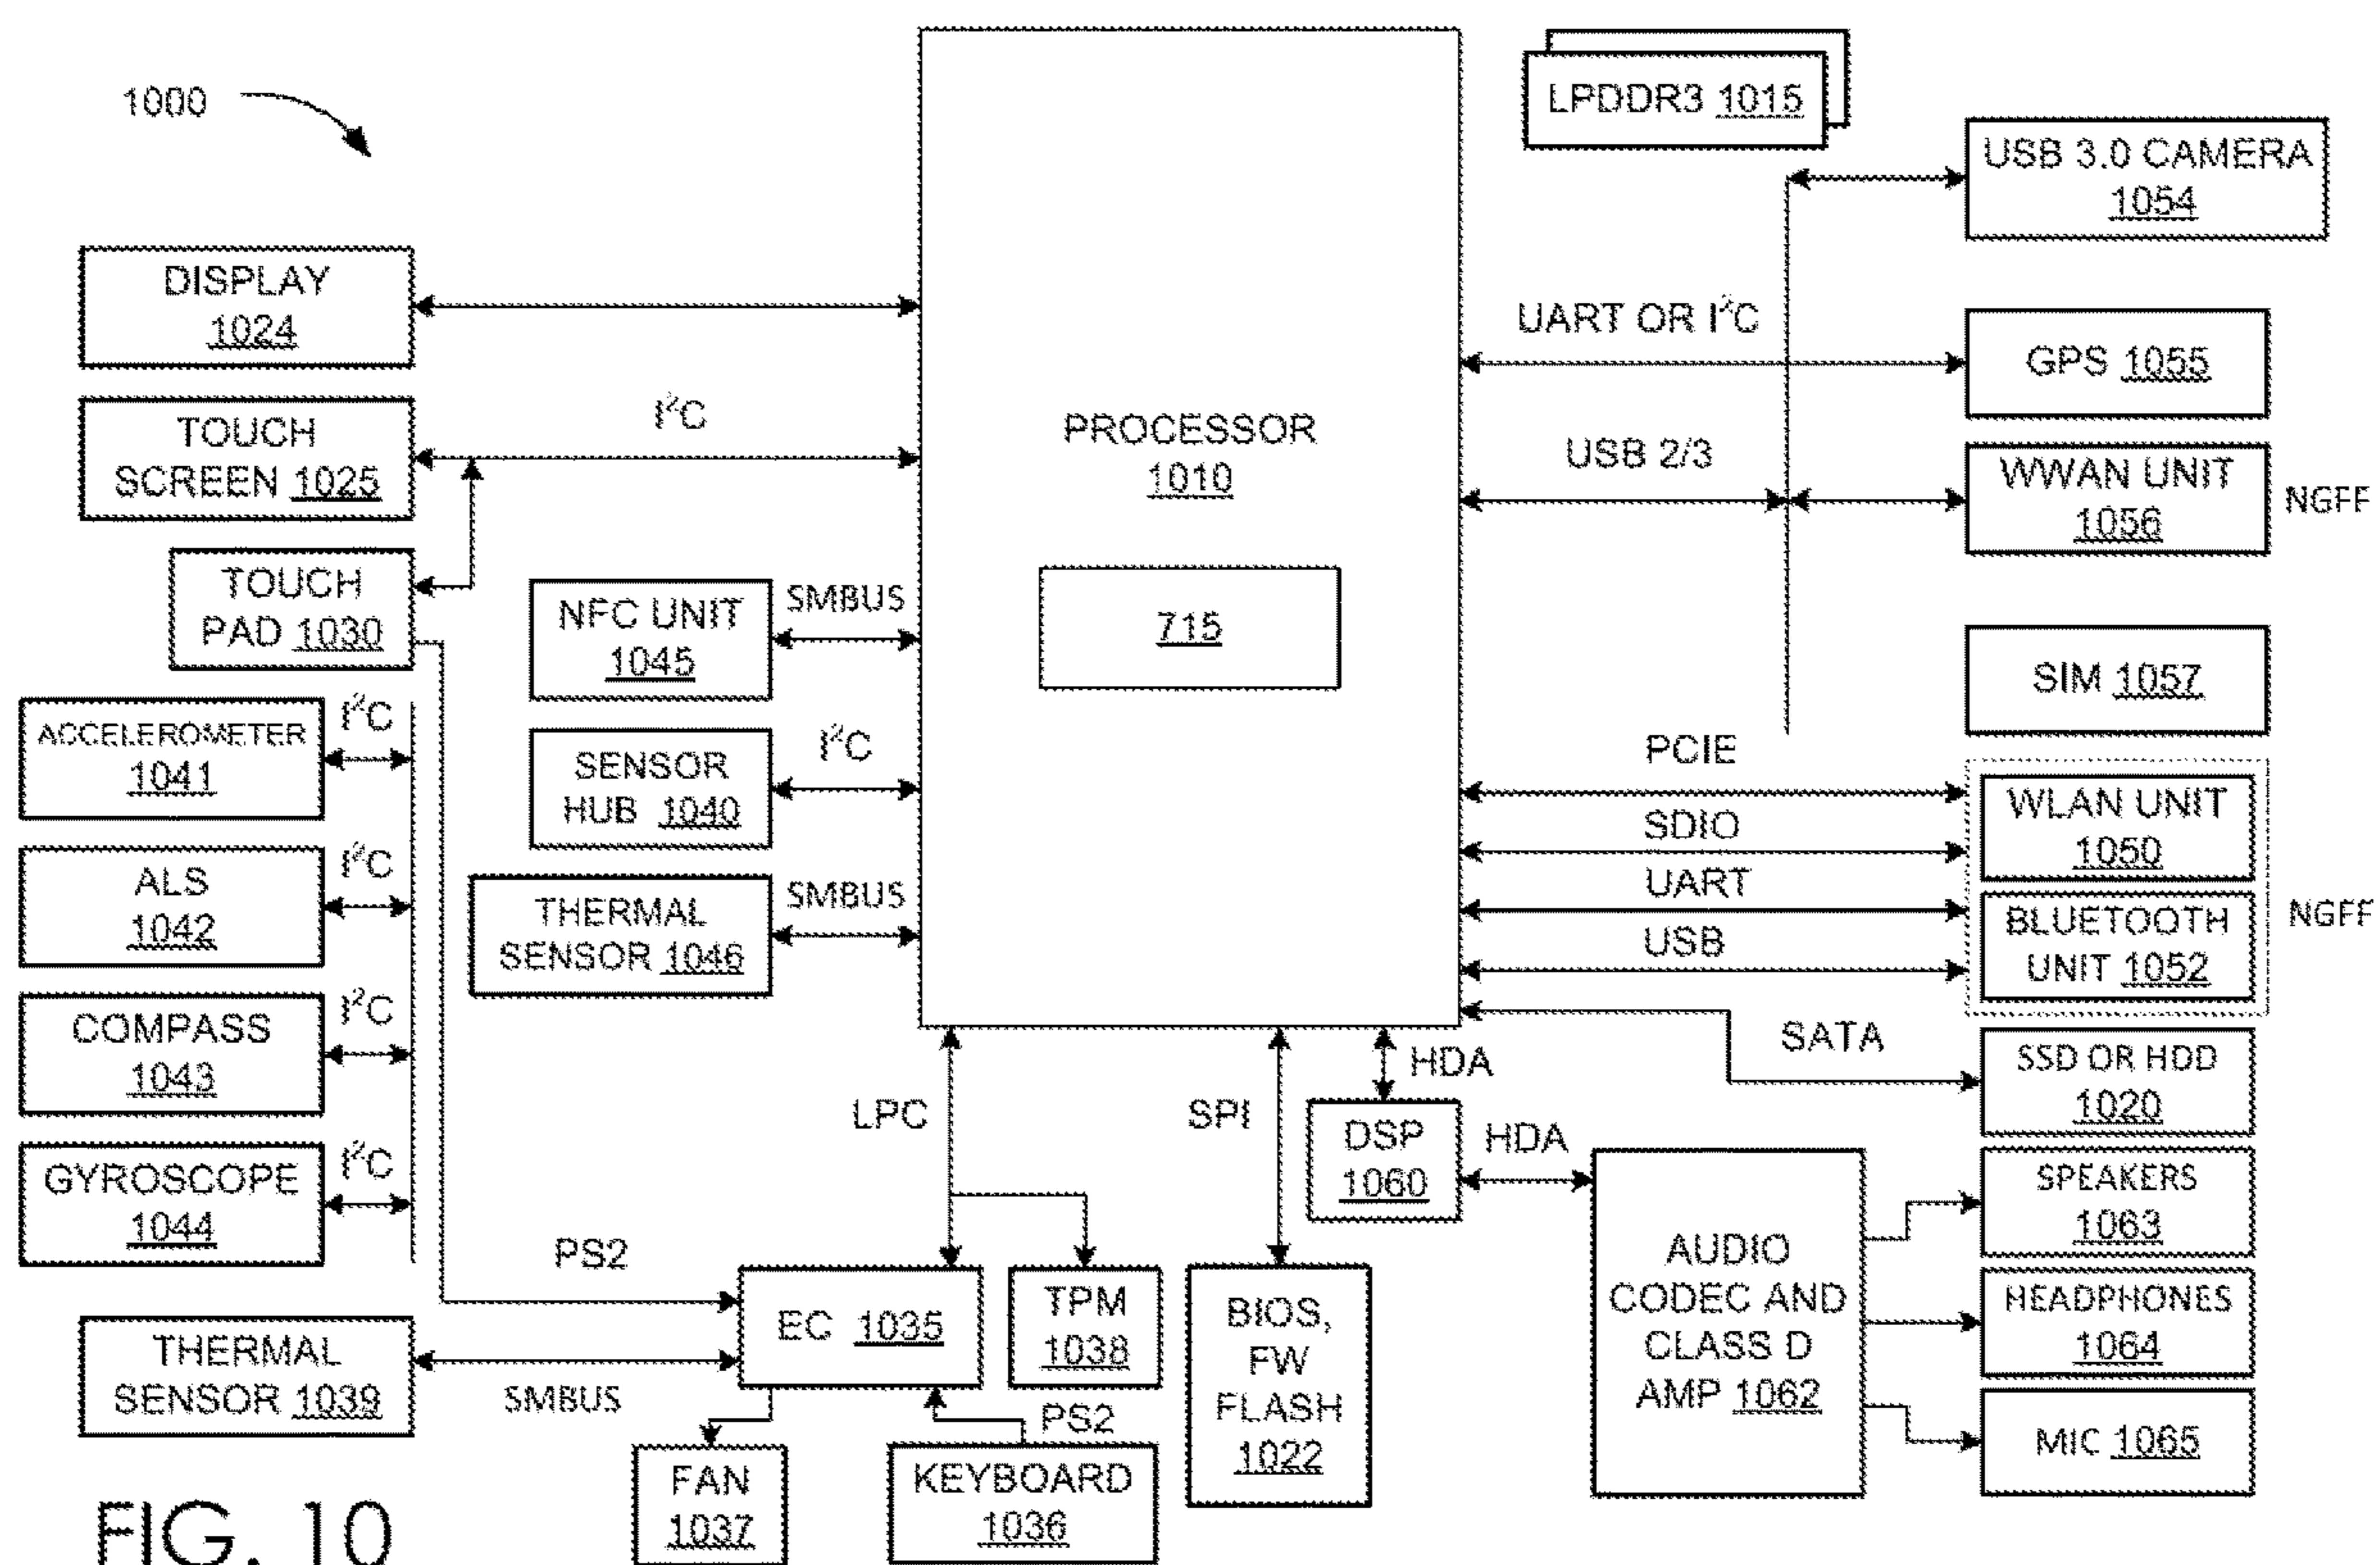 1000
PROCESSOR
1010
715
LPDDR3 1015
USB 3.0 CAMERA
1054
DISPLAY
1024
UART OR I²C
GPS 1055
TOUCH
SCREEN 1025
I²C
USB 2/3
WWAN UNIT
1056
NGFF
TOUCH
PAD 1030
NFC UNIT
1045
SMBUS
SIM 1057
ACCELEROMETER
1041
I²C
SENSOR
HUB 1040
I²C
PCIE
SDIO
UART
USB
WLAN UNIT
1050
BLUETOOTH
UNIT 1052
NGFF
ALS
1042
I²C
THERMAL
SENSOR 1046
SMBUS
COMPASS
1043
I²C
SATA
SSD OR HDD
1020
LPC
SPI
HDA
DSP
1060
HDA
GYROSCOPE
1044
I²C
PS2
AUDIO
CODEC AND
CLASS D
AMP 1062
SPEAKERS
1063
HEADPHONES
1064
MIC 1065
THERMAL
SENSOR 1039
SMBUS
EC 1035
TPM
1038
BIOS,
FW
FLASH
1022
FAN
1037
PS2
KEYBOARD
1036
FIG. 10